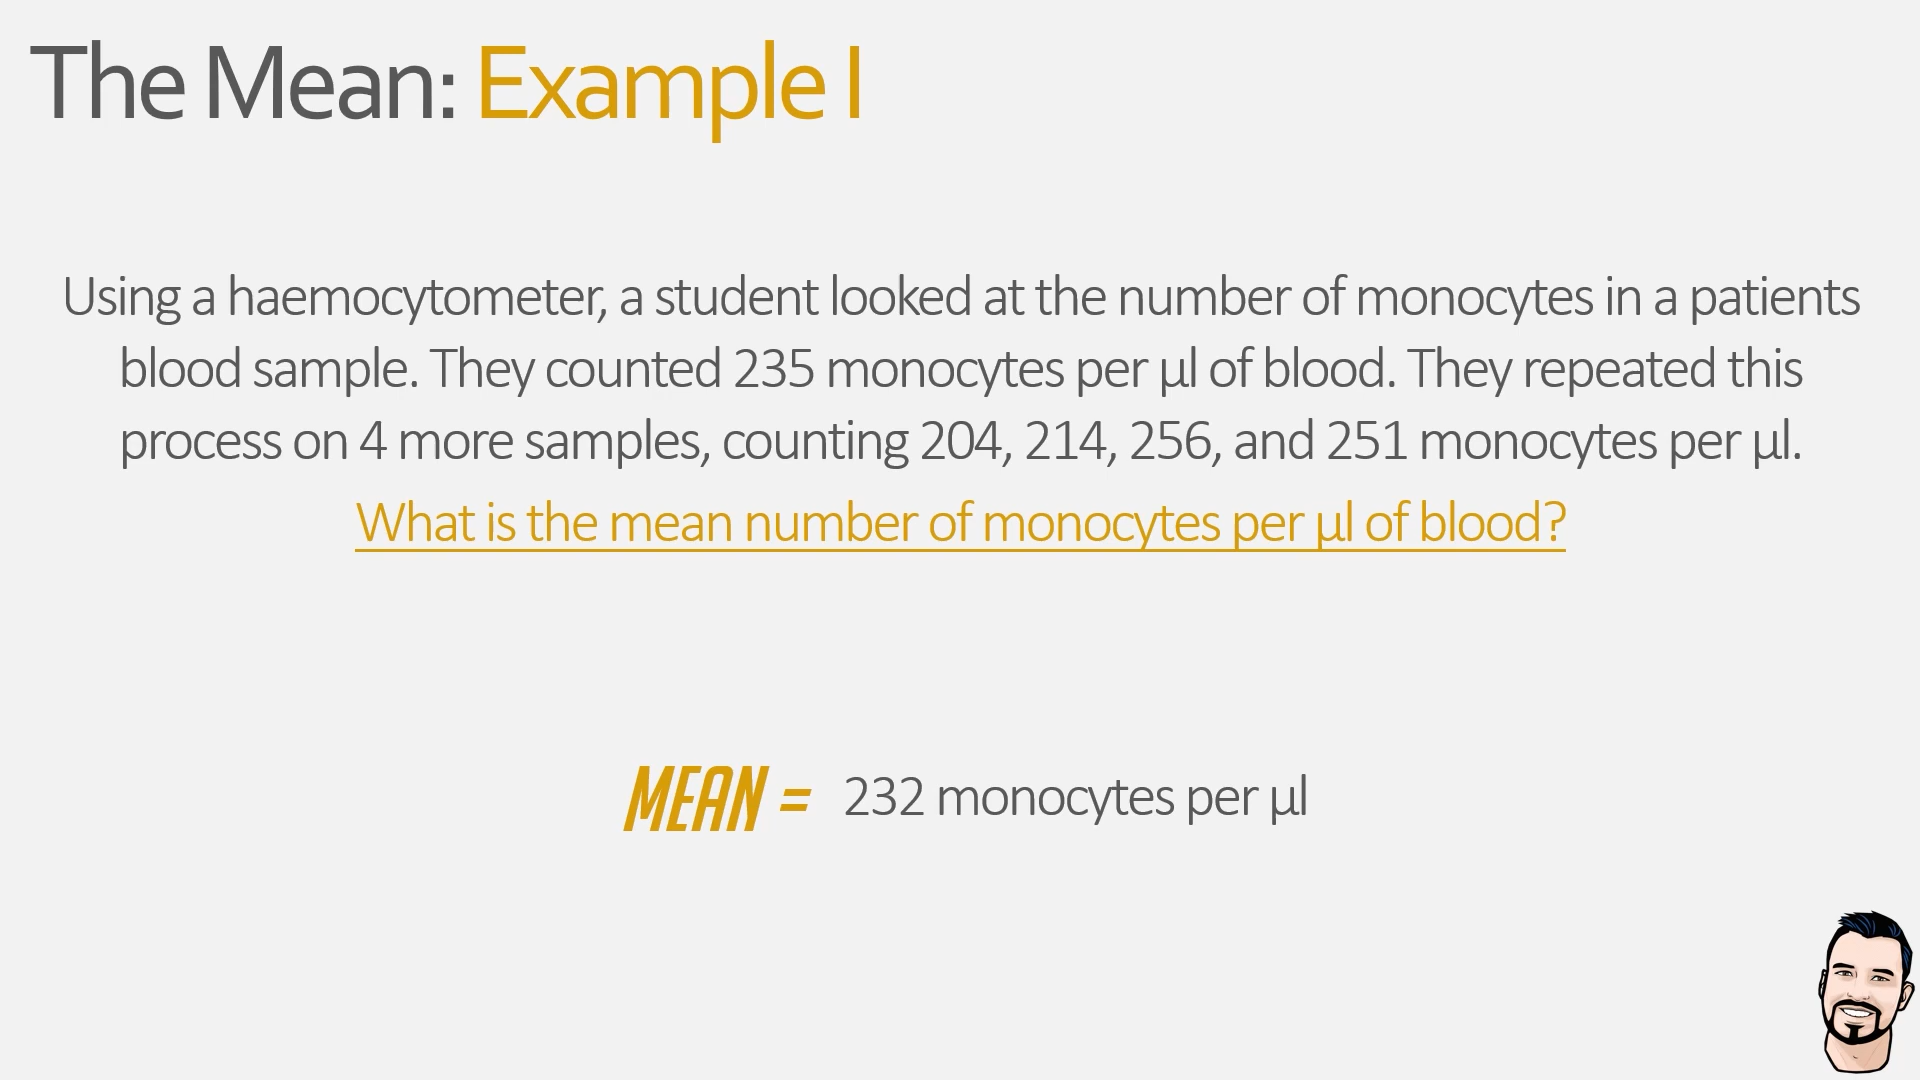 The Mean: Example I
Using a haemocytometer, a student looked at the number of monocytes in a patients
blood sample. They counted 235 monocytes per µl of blood. They repeated this
process on 4 more samples, counting 204, 214, 256, and 251 monocytes per µl.
What is the mean number of monocytes per µl of blood?
MEAN = 232 monocytes per µl